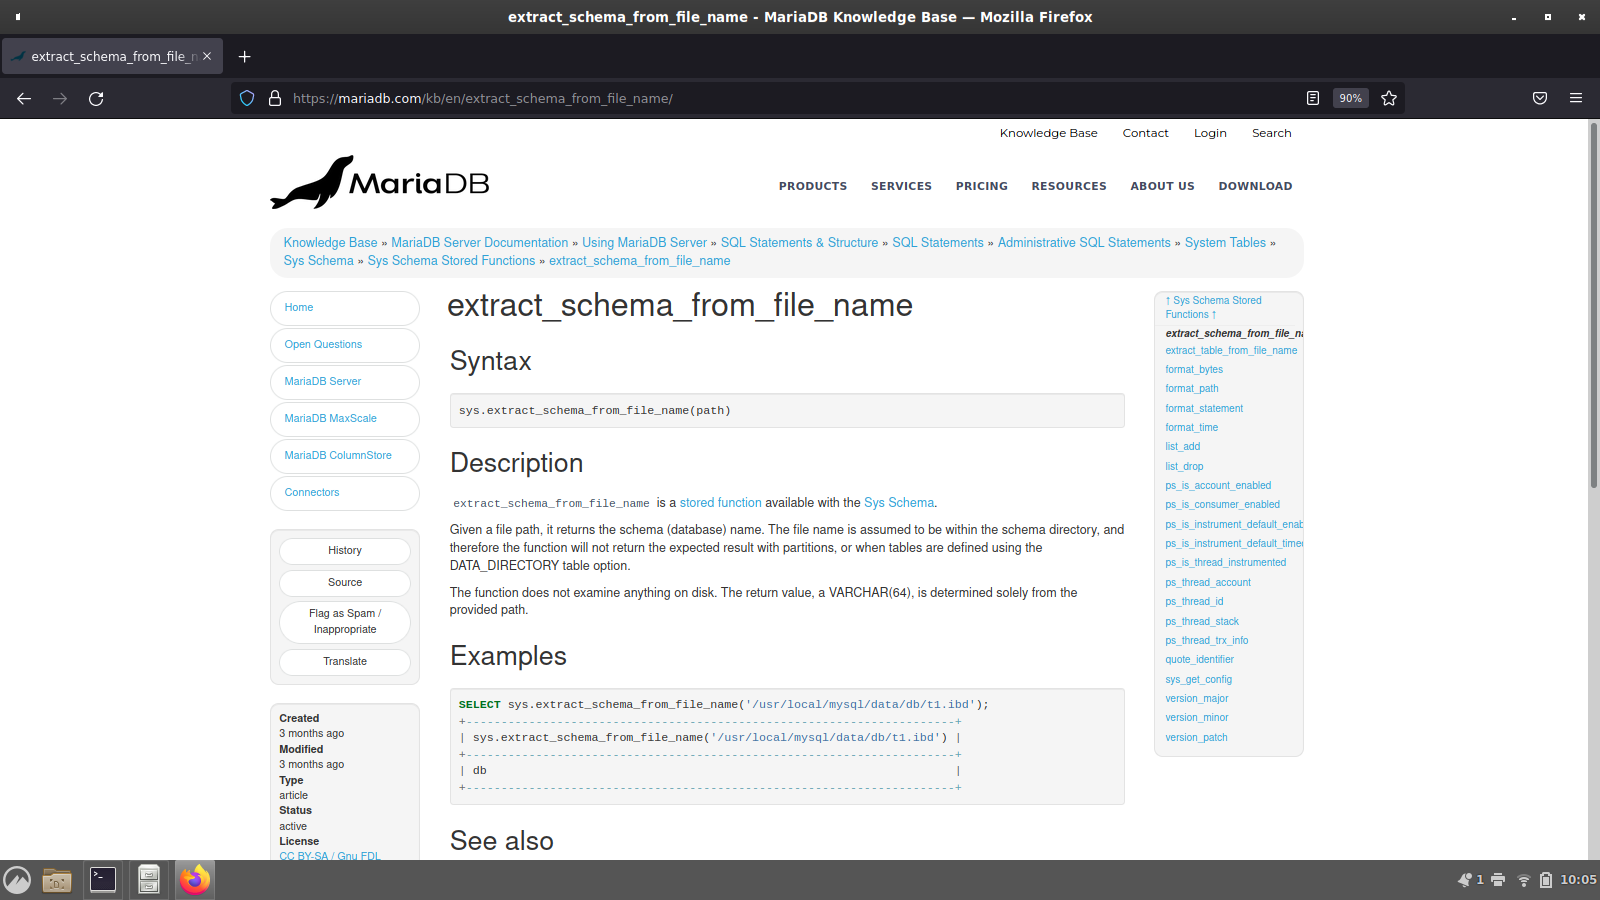 extract_schema_from_file_name - MariaDB Knowledge Base — Mozilla Firefox
extract_schema_from_file_n
https://mariadb.com/kb/en/extract_schema_from_file_name/
90%
Knowledge Base Contact Login Search
MariaDB
PRODUCTS SERVICES PRICING RESOURCES ABOUT US DOWNLOAD
Knowledge Base » MariaDB Server Documentation » Using MariaDB Server » SQL Statements & Structure » SQL Statements » Administrative SQL Statements » System Tables »
Sys Schema » Sys Schema Stored Functions » extract_schema_from_file_name
Home
Open Questions
MariaDB Server
MariaDB MaxScale
MariaDB ColumnStore
Connectors
History
Source
Flag as Spam /
Inappropriate
Translate
Created
3 months ago
Modified
3 months ago
Type
article
Status
active
License
CC BY-SA / Gnu FDL
extract_schema_from_file_name
Syntax
sys.extract_schema_from_file_name(path)
Description
extract_schema_from_file_name is a stored function available with the Sys Schema.
Given a file path, it returns the schema (database) name. The file name is assumed to be within the schema directory, and
therefore the function will not return the expected result with partitions, or when tables are defined using the
DATA_DIRECTORY table option.
The function does not examine anything on disk. The return value, a VARCHAR(64), is determined solely from the
provided path.
Examples
SELECT sys.extract_schema_from_file_name('/usr/local/mysql/data/db/t1.ibd');
+----------------------------------------------------------------------+
| sys.extract_schema_from_file_name('/usr/local/mysql/data/db/t1.ibd') |
+----------------------------------------------------------------------+
| db                                                                   |
+----------------------------------------------------------------------+
See also
↑ Sys Schema Stored
Functions ↑
extract_schema_from_file_na
extract_table_from_file_name
format_bytes
format_path
format_statement
format_time
list_add
list_drop
ps_is_account_enabled
ps_is_consumer_enabled
ps_is_instrument_default_enab
ps_is_instrument_default_timed
ps_is_thread_instrumented
ps_thread_account
ps_thread_id
ps_thread_stack
ps_thread_trx_info
quote_identifier
sys_get_config
version_major
version_minor
version_patch
1
10:05